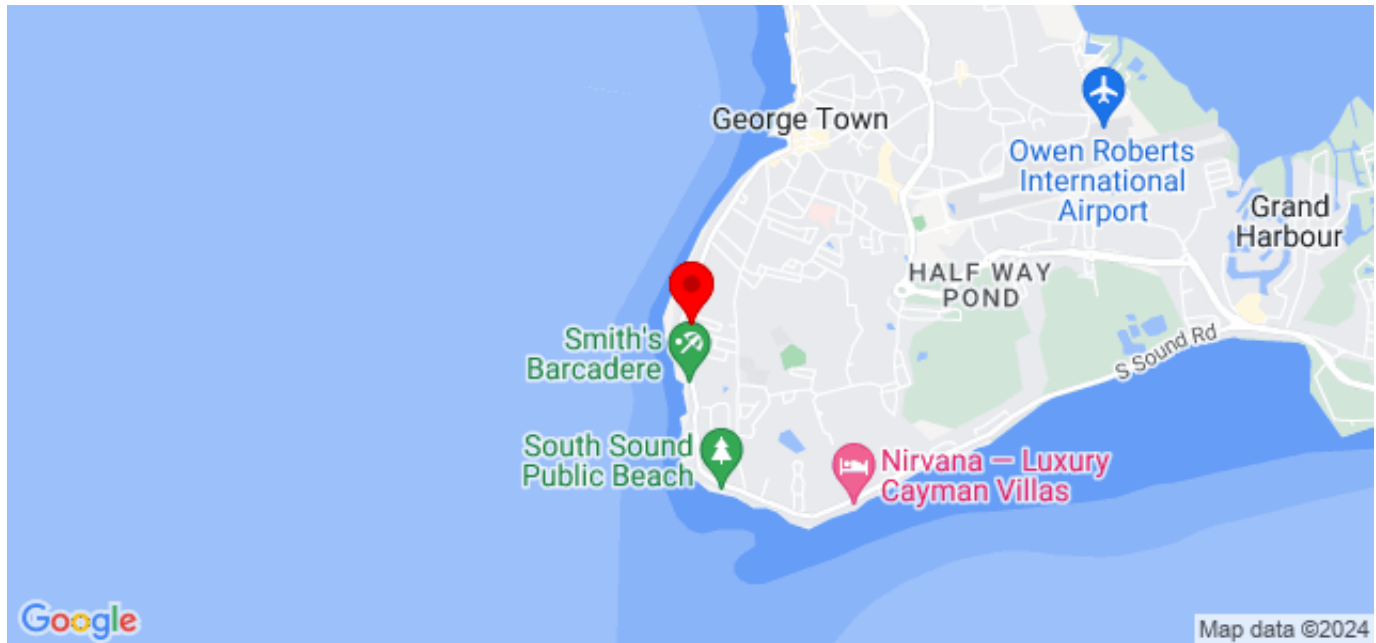 George Town
Owen Roberts
International
Airport
Grand
Harbour
HALF WAY
POND
Smith's
Barcadere
S Sound Rd
South Sound
Public Beach
Nirvana — Luxury
Cayman Villas
Google
Map data ©2024